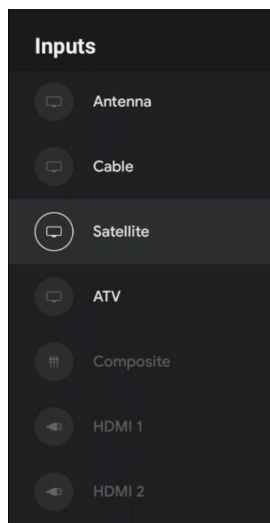 Inputs
Antenna
Cable
Satellite
ATV
Composite
HDMI 1
HDMI 2